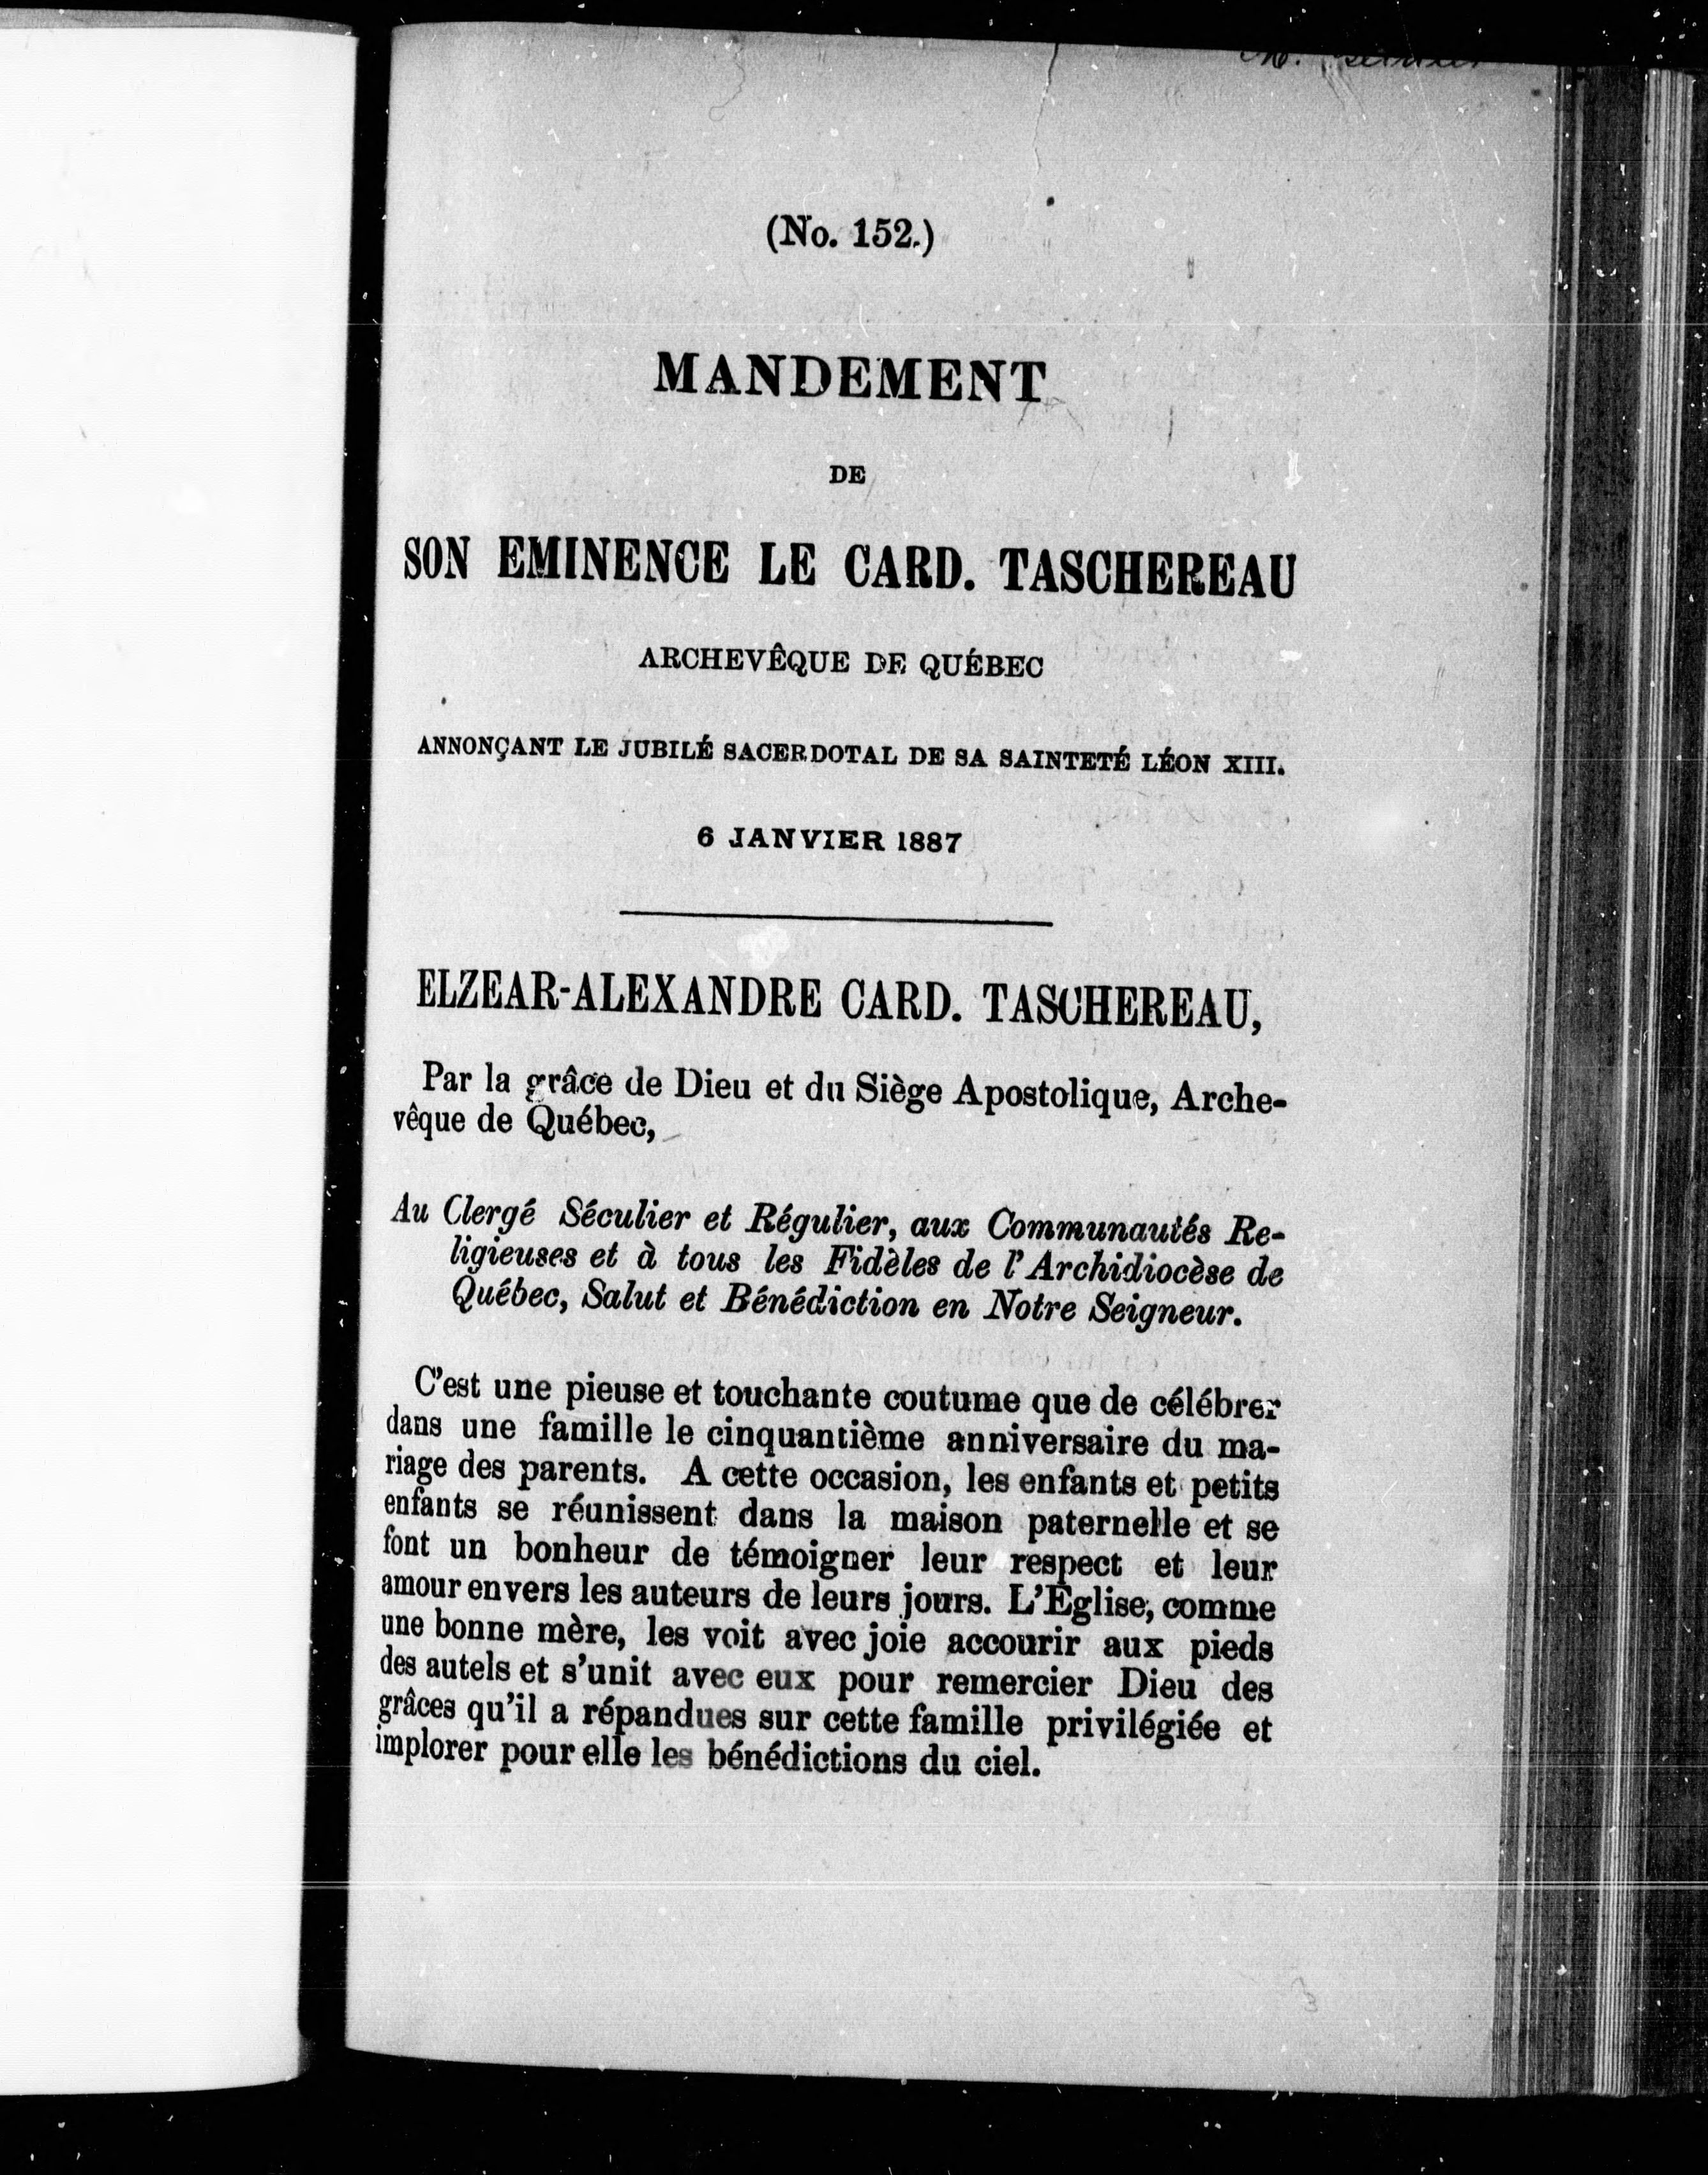 (No. 152.)
MANDEMENT
DE
SON EMINENCE LE CARD. TASCHEREAU
ARCHEVÊQUE DE QUÉBEC
ANNONÇANT LE JUBILÉ SACERDOTAL DE SA SAINTETÉ LÉON XIII.
6 JANVIER 1887
ELZEAR-ALEXANDRE CARD. TASCHEREAU,
Par la grâce de Dieu et du Siège Apostolique, Arche-
vêque de Québec,
Au Clergé Séculier et Régulier, aux Communautés Re-
ligieuses et à tous les Fidèles de l'Archidiocèse de
Québec, Salut et Bénédiction en Notre Seigneur.
C'est une pieuse et touchante coutume que de célébrer
dans une famille le cinquantième anniversaire du ma-
riage des parents. A cette occasion, les enfants et petits
enfants se réunissent dans la maison paternelle et se
font un bonheur de témoigner leur respect et leur
amour envers les auteurs de leurs jours. L'Eglise, comme
une bonne mère, les voit avec joie accourir aux pieds
des autels et s'unit avec eux pour remercier Dieu des
grâces qu'il a répandues sur cette famille privilégiée et
implorer pour elle les bénédictions du ciel.